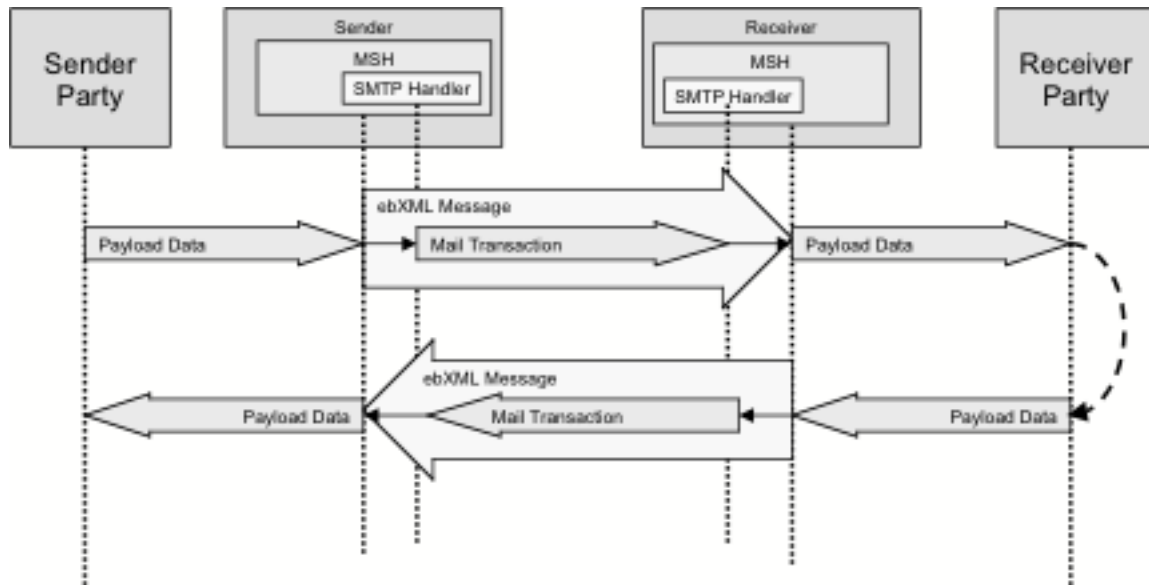 Sender
Party
Sender
MSH
SMTP Handler
Receiver
MSH
SMTP Handler
Receiver
Party
ebXML Message
Payload Data
Mail Transaction
Payload Data
ebXML Message
Payload Data
Mail Transaction
Payload Data